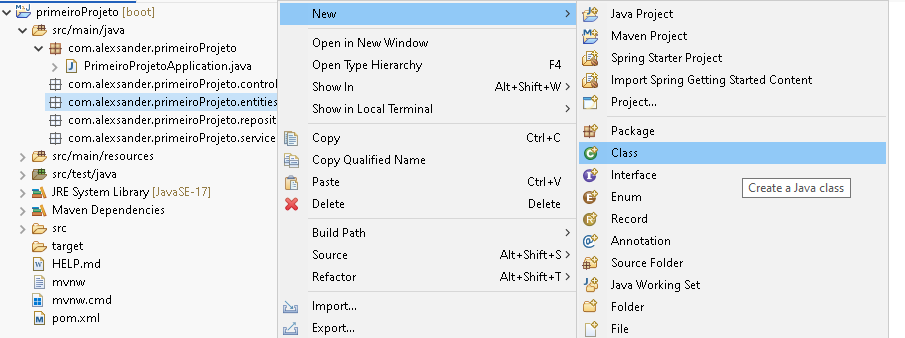 primeiroProjeto [boot]
src/main/java
com.alexsander.primeiroProjeto
PrimeiroProjetoApplication.java
com.alexsander.primeiroProjeto.control
com.alexsander.primeiroProjeto.entities
com.alexsander.primeiroProjeto.reposit
com.alexsander.primeiroProjeto.service
src/main/resources
src/test/java
JRE System Library [JavaSE-17]
Maven Dependencies
src
target
HELP.md
mvnw
mvnw.cmd
pom.xml
New
Open in New Window
Open Type Hierarchy F4
Show In Alt+Shift+W
Show in Local Terminal
Copy Ctrl+C
Copy Qualified Name
Paste Ctrl+V
Delete Delete
Build Path
Source Alt+Shift+S
Refactor Alt+Shift+T
Import...
Export...
Java Project
Maven Project
Spring Starter Project
Import Spring Getting Started Content
Project...
Package
Class
Interface
Create a Java class
Enum
Record
Annotation
Source Folder
Java Working Set
Folder
File